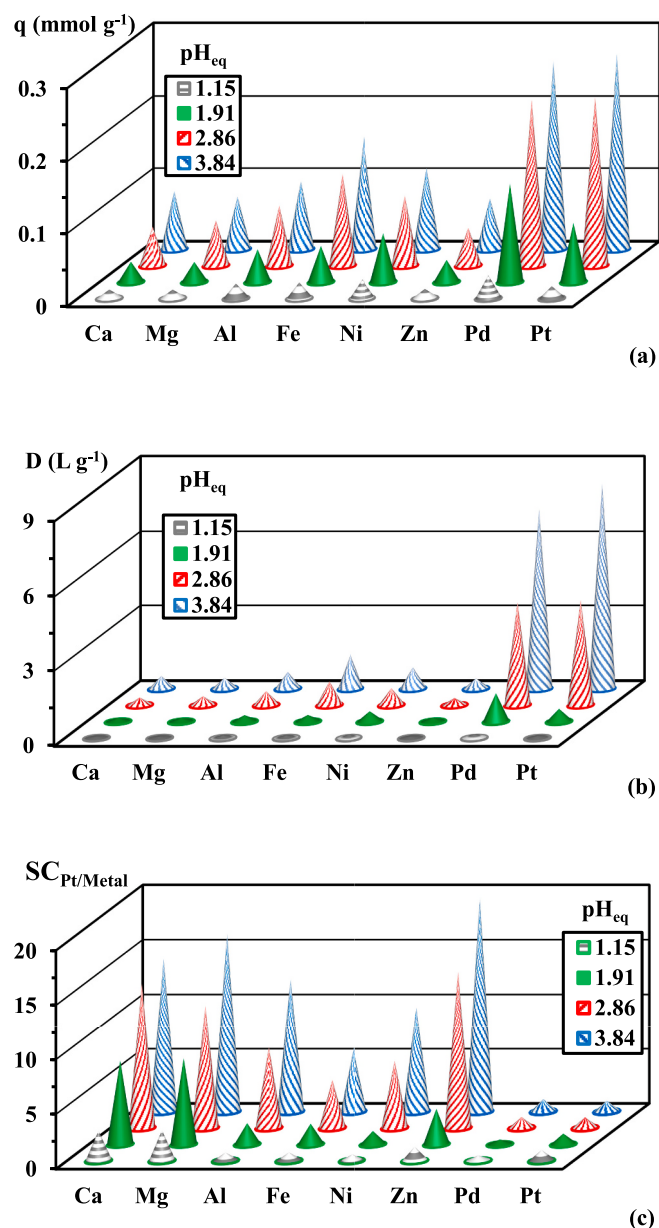 q (mmol g⁻¹)
pHeq
1.15
1.91
2.86
3.84
0.3
0.2
0.1
0
Ca Mg Al Fe Ni Zn Pd Pt
(a)
D (L g⁻¹)
pHeq
1.15
1.91
2.86
3.84
9
6
3
0
Ca Mg Al Fe Ni Zn Pd Pt
(b)
SCPt/Metal
pHeq
1.15
1.91
2.86
3.84
20
15
10
5
0
Ca Mg Al Fe Ni Zn Pd Pt
(c)